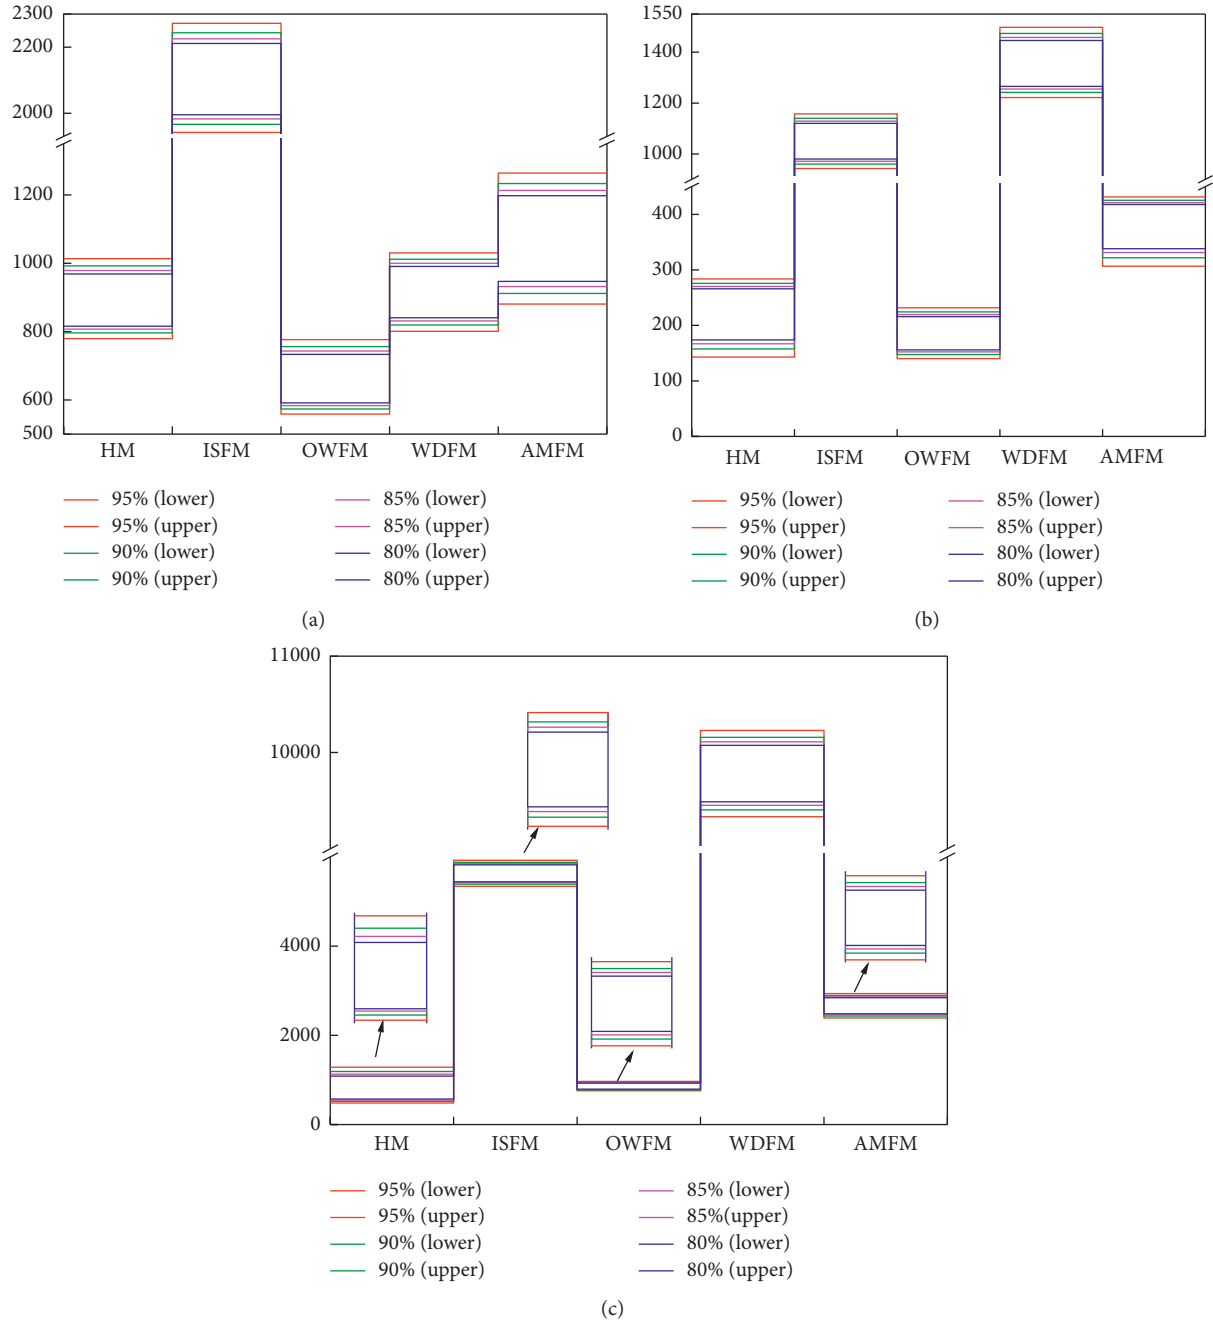 2300
2200
2000
1200
1000
800
600
500
HM ISFM OWFM WDFM AMFM
95% (lower) 85% (lower)
95% (upper) 85% (upper)
90% (lower) 80% (lower)
90% (upper) 80% (upper)
(a)
1550
1400
1200
1000
400
300
200
100
0
HM ISFM OWFM WDFM AMFM
95% (lower) 85% (lower)
95% (upper) 85% (upper)
90% (lower) 80% (lower)
90% (upper) 80% (upper)
(b)
11000
10000
4000
2000
0
HM ISFM OWFM WDFM AMFM
95% (lower) 85% (lower)
95% (upper) 85%(upper)
90% (lower) 80% (lower)
90% (upper) 80% (upper)
(c)